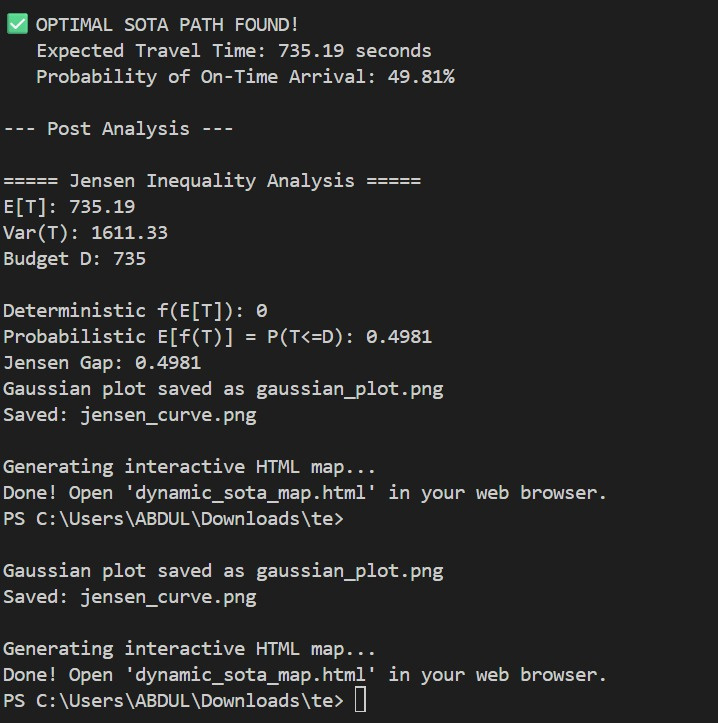 ✅ OPTIMAL SOTA PATH FOUND!
Expected Travel Time: 735.19 seconds
Probability of On-Time Arrival: 49.81%
--- Post Analysis ---
===== Jensen Inequality Analysis =====
E[T]: 735.19
Var(T): 1611.33
Budget D: 735
Deterministic f(E[T]): 0
Probabilistic E[f(T)] = P(T<=D): 0.4981
Jensen Gap: 0.4981
Gaussian plot saved as gaussian_plot.png
Saved: jensen_curve.png
Generating interactive HTML map...
Done! Open 'dynamic_sota_map.html' in your web browser.
PS C:\Users\ABDUL\Downloads\te>
Gaussian plot saved as gaussian_plot.png
Saved: jensen_curve.png
Generating interactive HTML map...
Done! Open 'dynamic_sota_map.html' in your web browser.
PS C:\Users\ABDUL\Downloads\te>